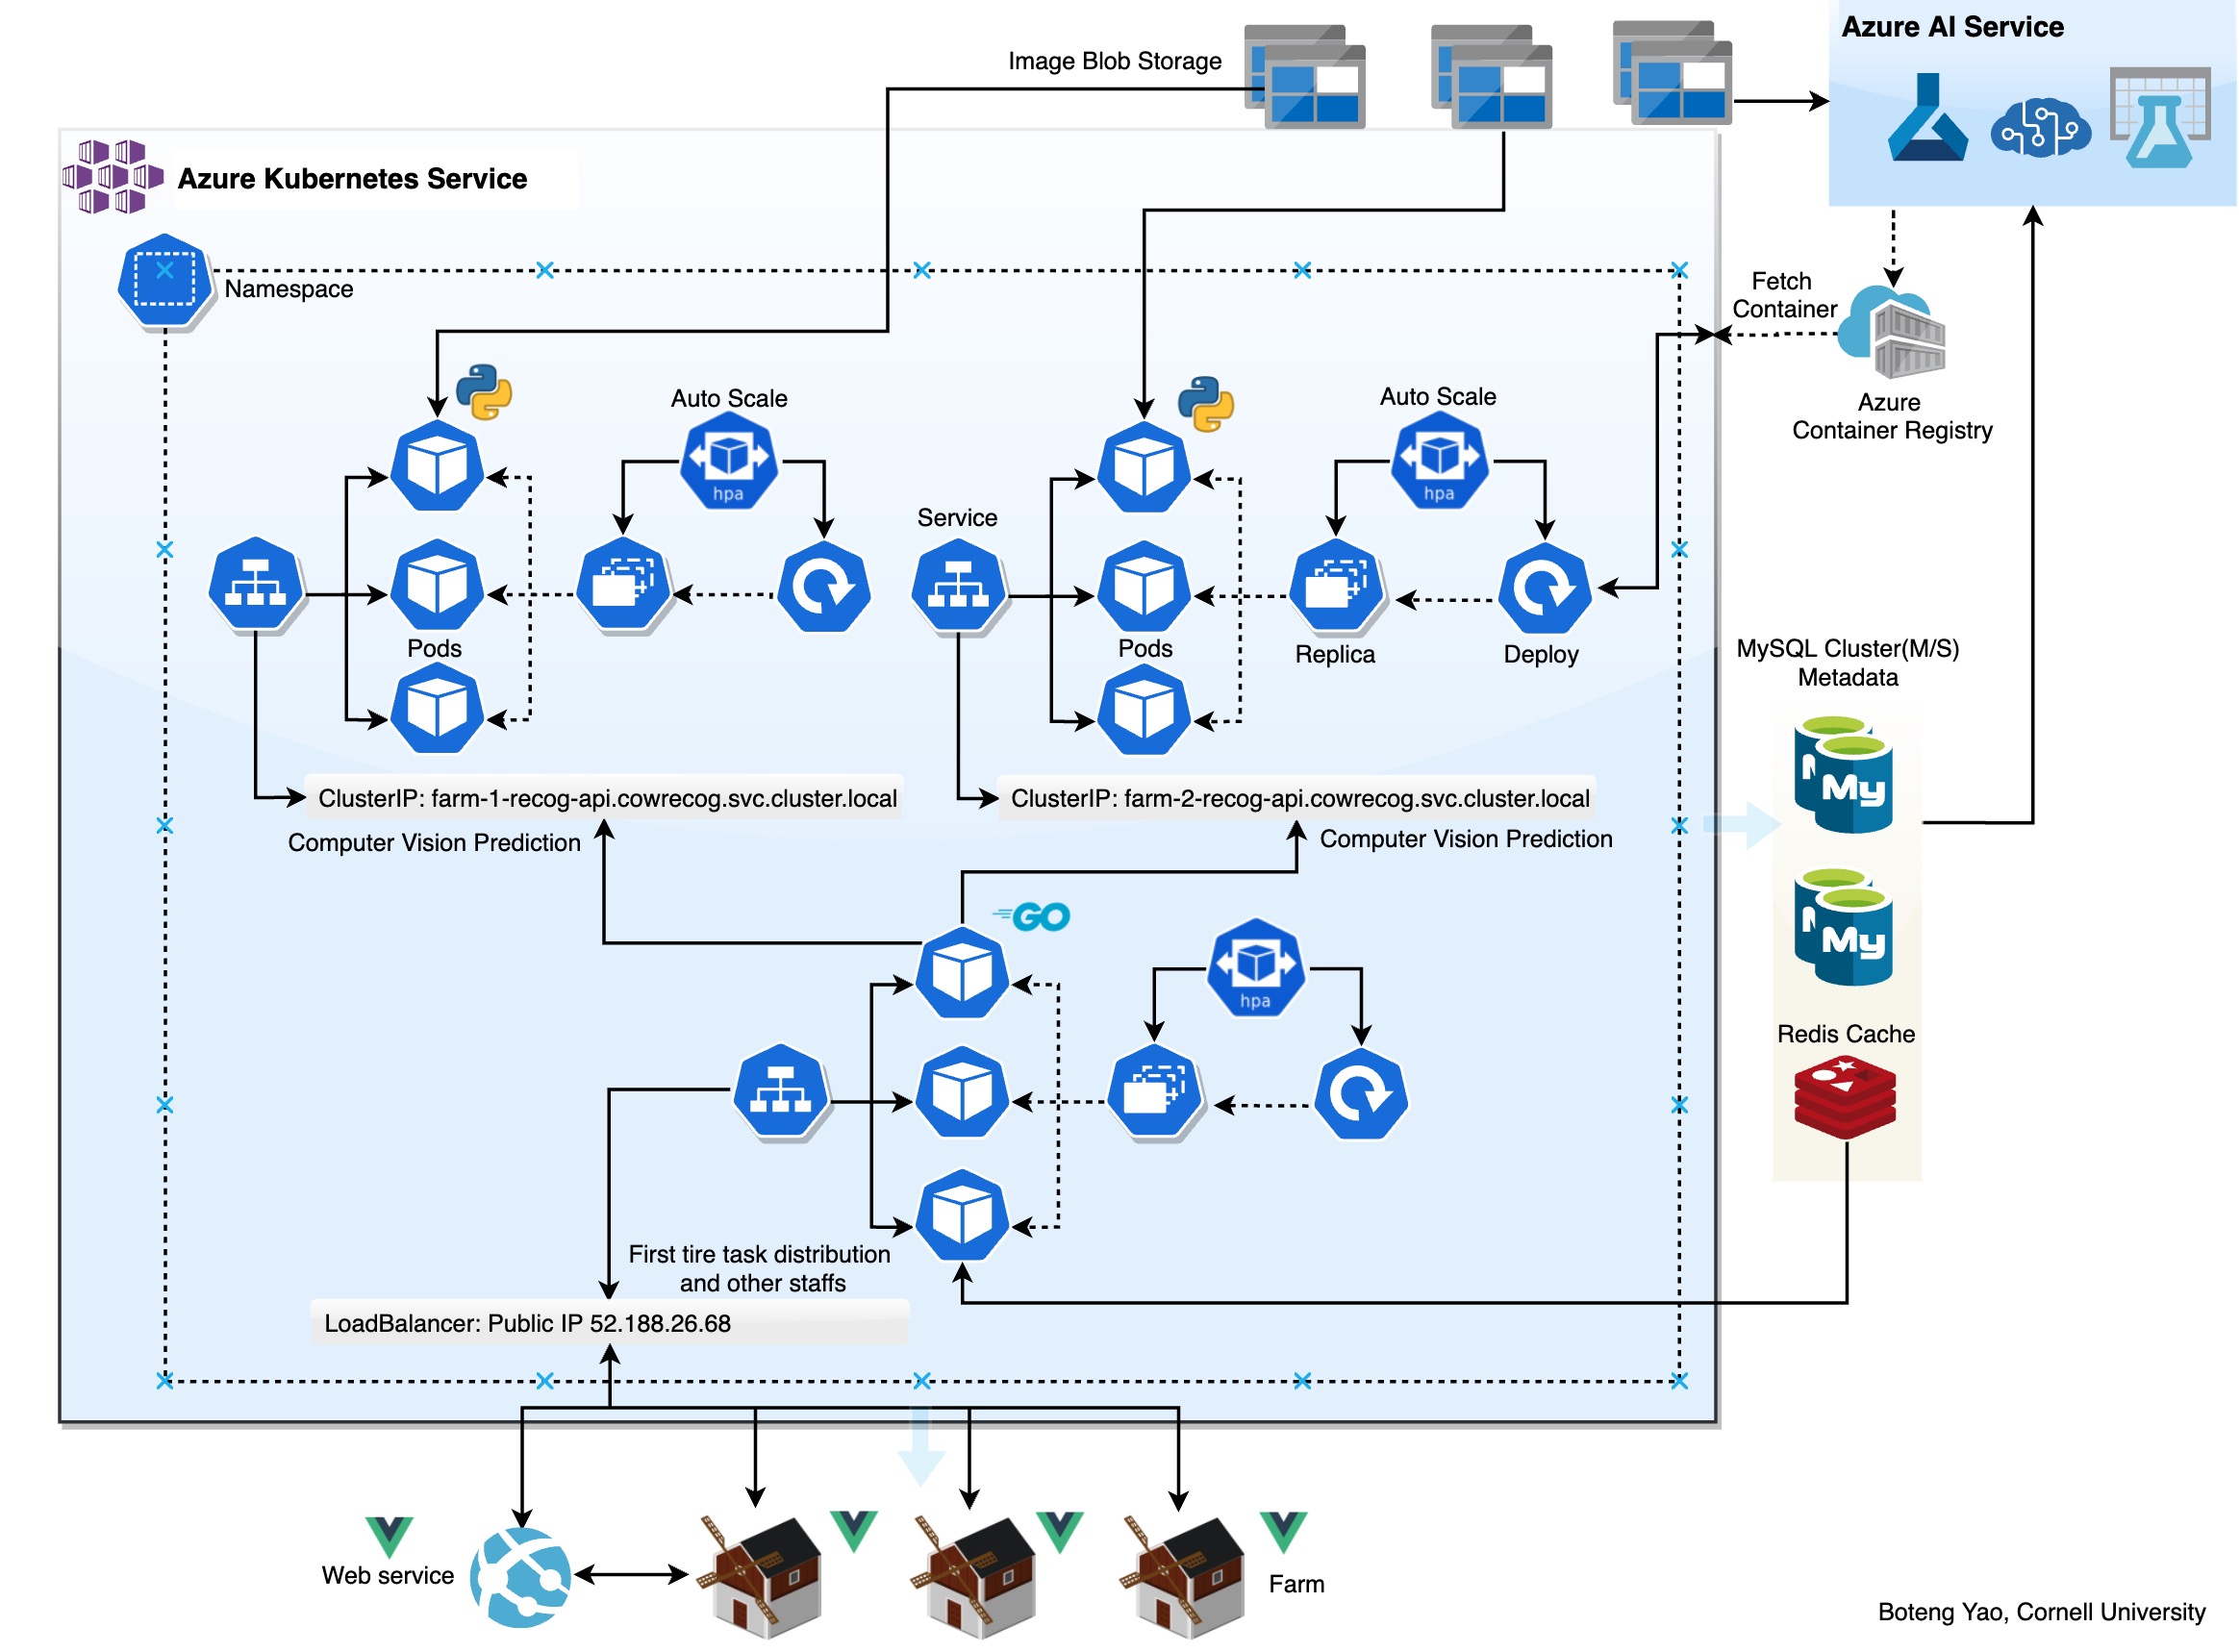 Azure AI Service
Image Blob Storage
Azure Kubernetes Service
Namespace
Fetch
Container
Azure
Container Registry
Auto Scale
hpa
Auto Scale
hpa
Service
Pods
Pods
Replica
Deploy
MySQL Cluster(M/S)
Metadata
My
My
ClusterIP: farm-1-recog-api.cowrecog.svc.cluster.local
ClusterIP: farm-2-recog-api.cowrecog.svc.cluster.local
Computer Vision Prediction
Computer Vision Prediction
GO
hpa
Redis Cache
First tire task distribution
and other staffs
LoadBalancer: Public IP 52.188.26.68
Web service
Farm
Boteng Yao, Cornell University